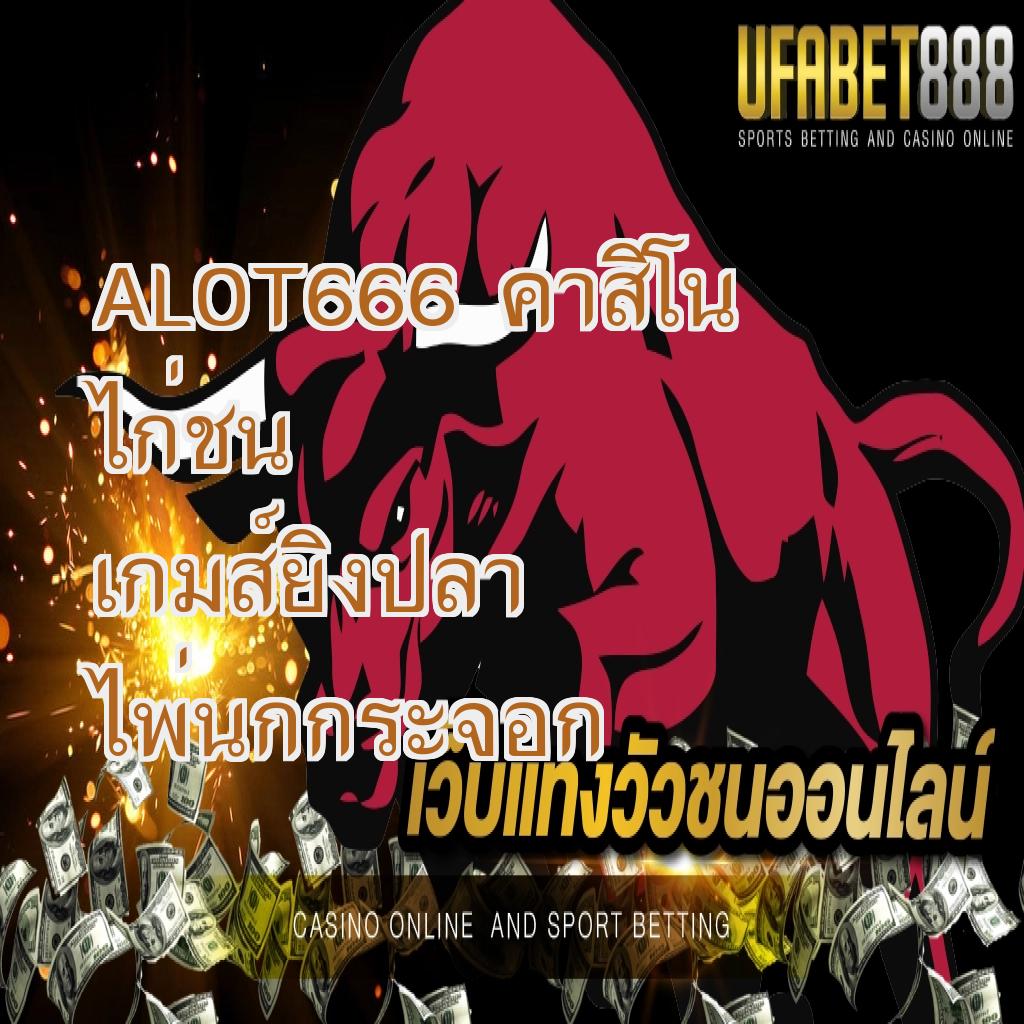 UFABET888
SPORTS BETTING AND CASINO ONLINE
ALOT666 คาสิโน
ไก่ชน
เกมส์ยิงปลา
ไพ่นกกระจอก
เว็บแทงวัวชนออนไลน์
CASINO ONLINE AND SPORT BETTING